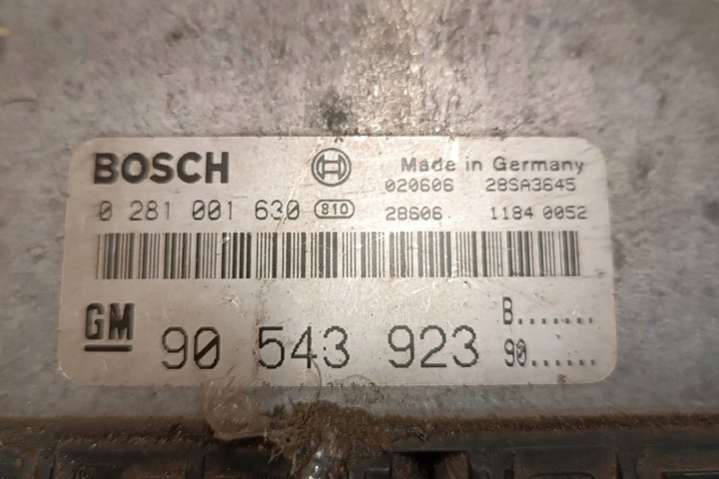 BOSCH Made in Germany
020606 28SA3645
0 281 001 630 810 28606 1184 0052
GM 90 543 923 B.......
90......